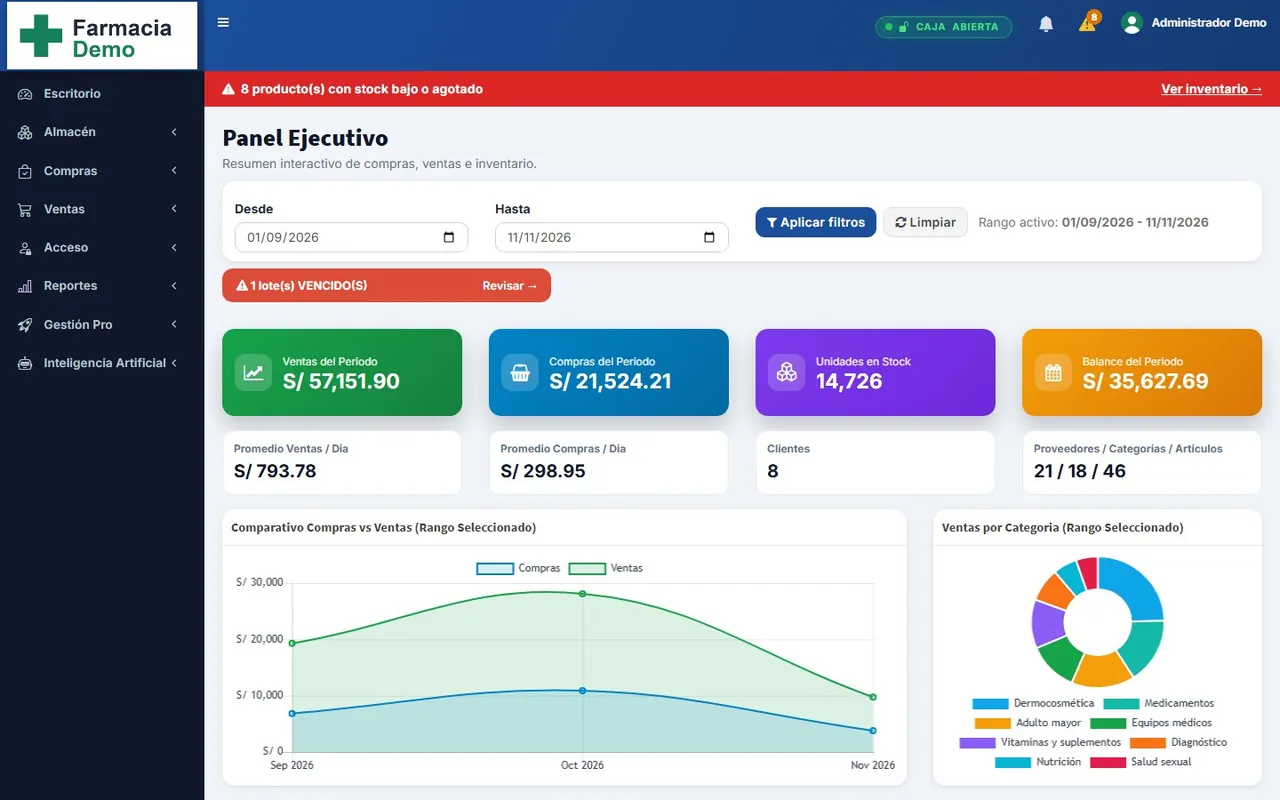 Farmacia
Demo
CAJA ABIERTA
8
Administrador Demo
8 producto(s) con stock bajo o agotado
Ver inventario →
Escritorio
Almacén
Compras
Ventas
Acceso
Reportes
Gestión Pro
Inteligencia Artificial
Panel Ejecutivo
Resumen interactivo de compras, ventas e inventario.
Desde
Hasta
01/09/2026
11/11/2026
Aplicar filtros
Limpiar
Rango activo: 01/09/2026 - 11/11/2026
1 lote(s) VENCIDO(S)
Revisar →
Ventas del Periodo
S/ 57,151.90
Compras del Periodo
S/ 21,524.21
Unidades en Stock
14,726
Balance del Periodo
S/ 35,627.69
Promedio Ventas / Dia
S/ 793.78
Promedio Compras / Dia
S/ 298.95
Clientes
8
Proveedores / Categorias / Articulos
21 / 18 / 46
Comparativo Compras vs Ventas (Rango Seleccionado)
Compras
Ventas
S/ 30,000
S/ 20,000
S/ 10,000
S/ 0
Sep 2026
Oct 2026
Nov 2026
Ventas por Categoria (Rango Seleccionado)
Dermocosmética
Medicamentos
Adulto mayor
Equipos médicos
Vitaminas y suplementos
Diagnóstico
Nutrición
Salud sexual